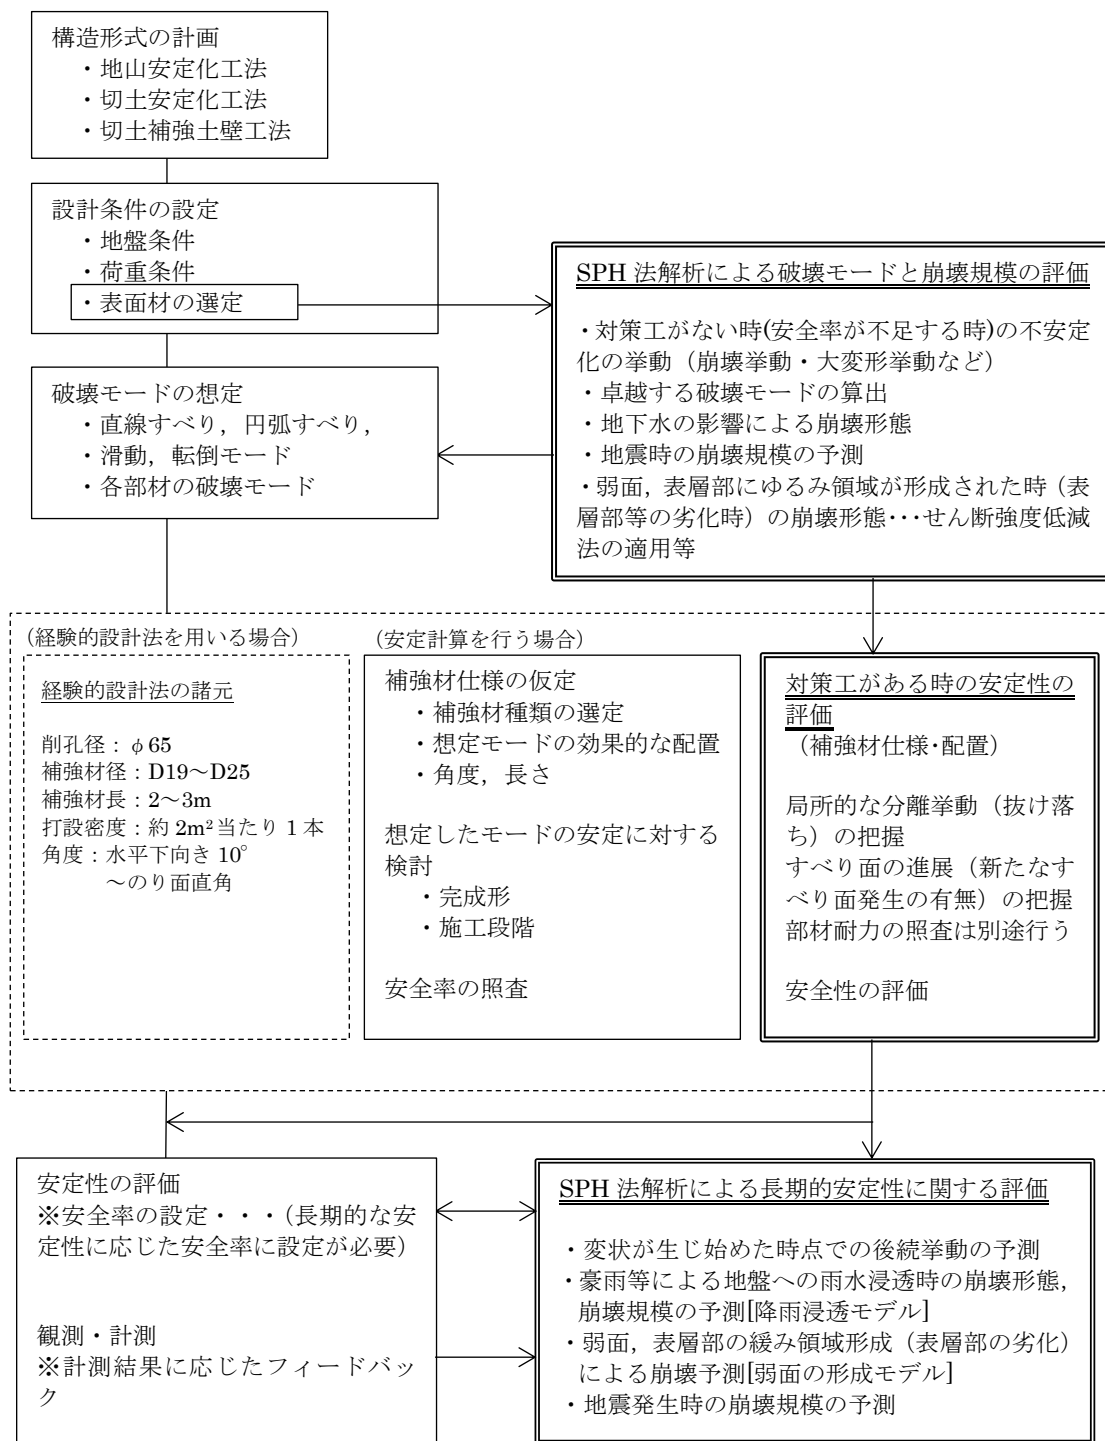 構造形式の計画
・地山安定化工法
・切土安定化工法
・切土補強土壁工法
設計条件の設定
・地盤条件
・荷重条件
・表面材の選定
SPH 法解析による破壊モードと崩壊規模の評価
・対策工がない時(安全率が不足する時)の不安定
化の挙動（崩壊挙動・大変形挙動など）
・卓越する破壊モードの算出
・地下水の影響による崩壊形態
・地震時の崩壊規模の予測
・弱面，表層部にゆるみ領域が形成された時（表
層部等の劣化時）の崩壊形態･･･せん断強度低減
法の適用等
破壊モードの想定
・直線すべり，円弧すべり，
・滑動，転倒モード
・各部材の破壊モード
（経験的設計法を用いる場合）
経験的設計法の諸元
削孔径：φ65
補強材径：D19～D25
補強材長：2～3m
打設密度：約 2m²当たり 1 本
角度：水平下向き 10°
～のり面直角
（安定計算を行う場合）
補強材仕様の仮定
・補強材種類の選定
・想定モードの効果的な配置
・角度，長さ
想定したモードの安定に対する
検討
・完成形
・施工段階
安全率の照査
対策工がある時の安定性の
評価
（補強材仕様･配置）
局所的な分離挙動（抜け落
ち）の把握
すべり面の進展（新たなす
べり面発生の有無）の把握
部材耐力の照査は別途行う
安全性の評価
安定性の評価
※安全率の設定・・・（長期的な安
定性に応じた安全率に設定が必要）
観測・計測
※計測結果に応じたフィードバッ
ク
SPH 法解析による長期的安定性に関する評価
・変状が生じ始めた時点での後続挙動の予測
・豪雨等による地盤への雨水浸透時の崩壊形態，
崩壊規模の予測[降雨浸透モデル]
・弱面，表層部の緩み領域形成（表層部の劣化）
による崩壊予測[弱面の形成モデル]
・地震発生時の崩壊規模の予測